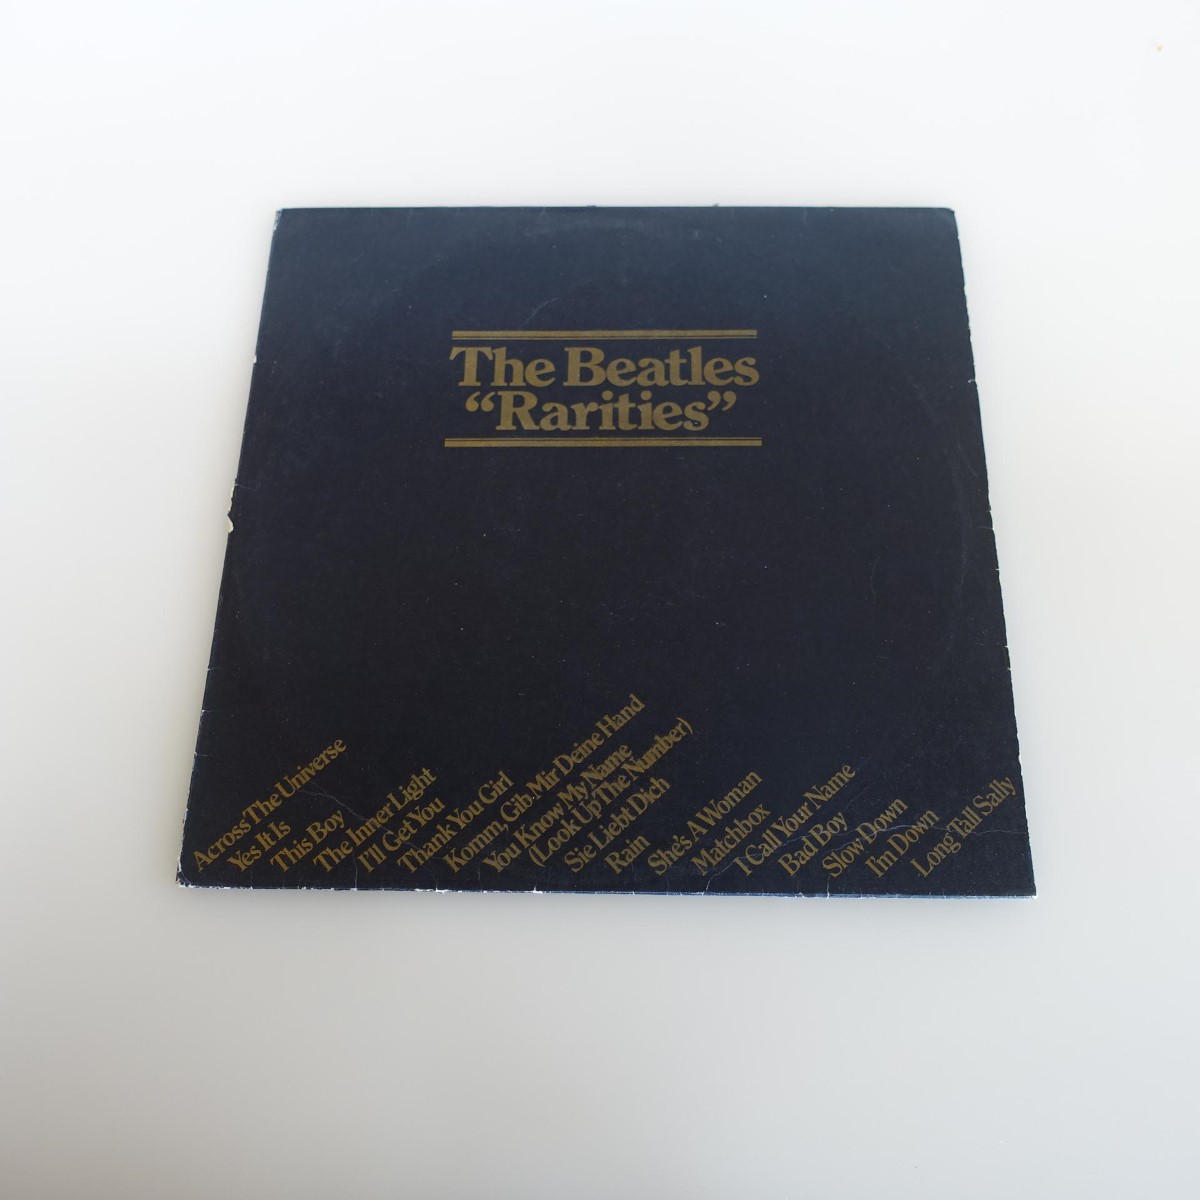 The Beatles
“Rarities”
Across The Universe
Yes It Is
This Boy
The Inner Light
I'll Get You
Thank You Girl
Komm, Gib Mir Deine Hand
You Know My Name
(Look Up The Number)
Sie Liebt Dich
Rain
She's A Woman
Matchbox
I Call Your Name
Bad Boy
Slow Down
I'm Down
Long Tall Sally